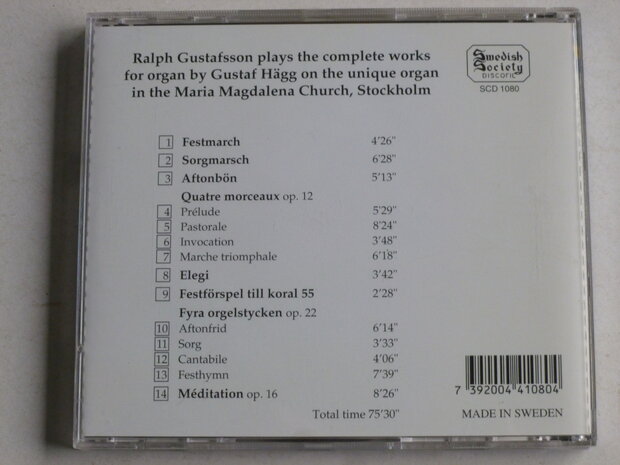 Ralph Gustafsson plays the complete works
for organ by Gustaf Hägg on the unique organ
in the Maria Magdalena Church, Stockholm
Swedish
Society
DISCOFIL
SCD 1080
1 Festmarch 4'26"
2 Sorgmarsch 6'28"
3 Aftonbön 5'13"
Quatre morceaux op. 12
4 Prélude 5'29"
5 Pastorale 8'24"
6 Invocation 3'48"
7 Marche triomphale 6'18"
8 Elegi 3'42"
9 Festförspel till koral 55 2'28"
Fyra orgelstycken op. 22
10 Aftonfrid 6'14"
11 Sorg 3'33"
12 Cantabile 4'06"
13 Festhymn 7'39"
14 Méditation op. 16 8'26"
Total time 75'30"
7 392004 410804
MADE IN SWEDEN